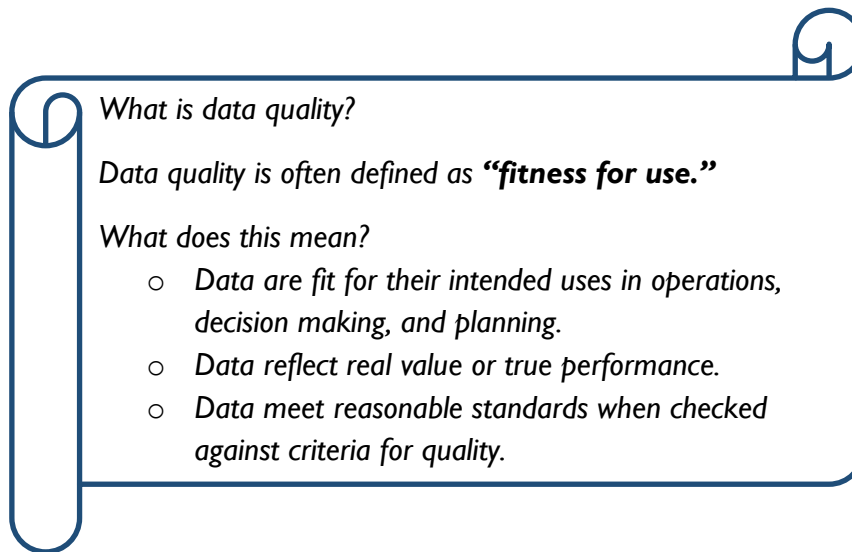 What is data quality?
Data quality is often defined as “fitness for use.”
What does this mean?
o Data are fit for their intended uses in operations,
decision making, and planning.
o Data reflect real value or true performance.
o Data meet reasonable standards when checked
against criteria for quality.